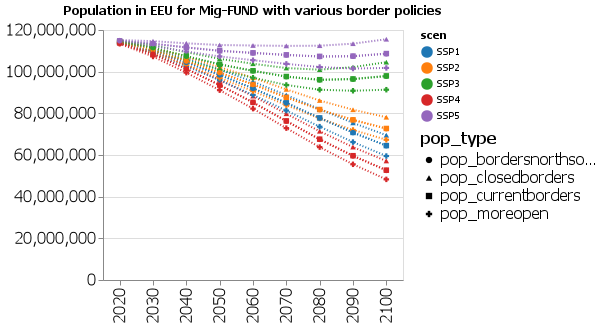 Population in EEU for Mig-FUND with various border policies
120,000,000
100,000,000
80,000,000
60,000,000
40,000,000
20,000,000
0
2020
2030
2040
2050
2060
2070
2080
2090
2100
scen
SSP1
SSP2
SSP3
SSP4
SSP5
pop_type
pop_bordersnorthso...
pop_closedborders
pop_currentborders
pop_moreopen